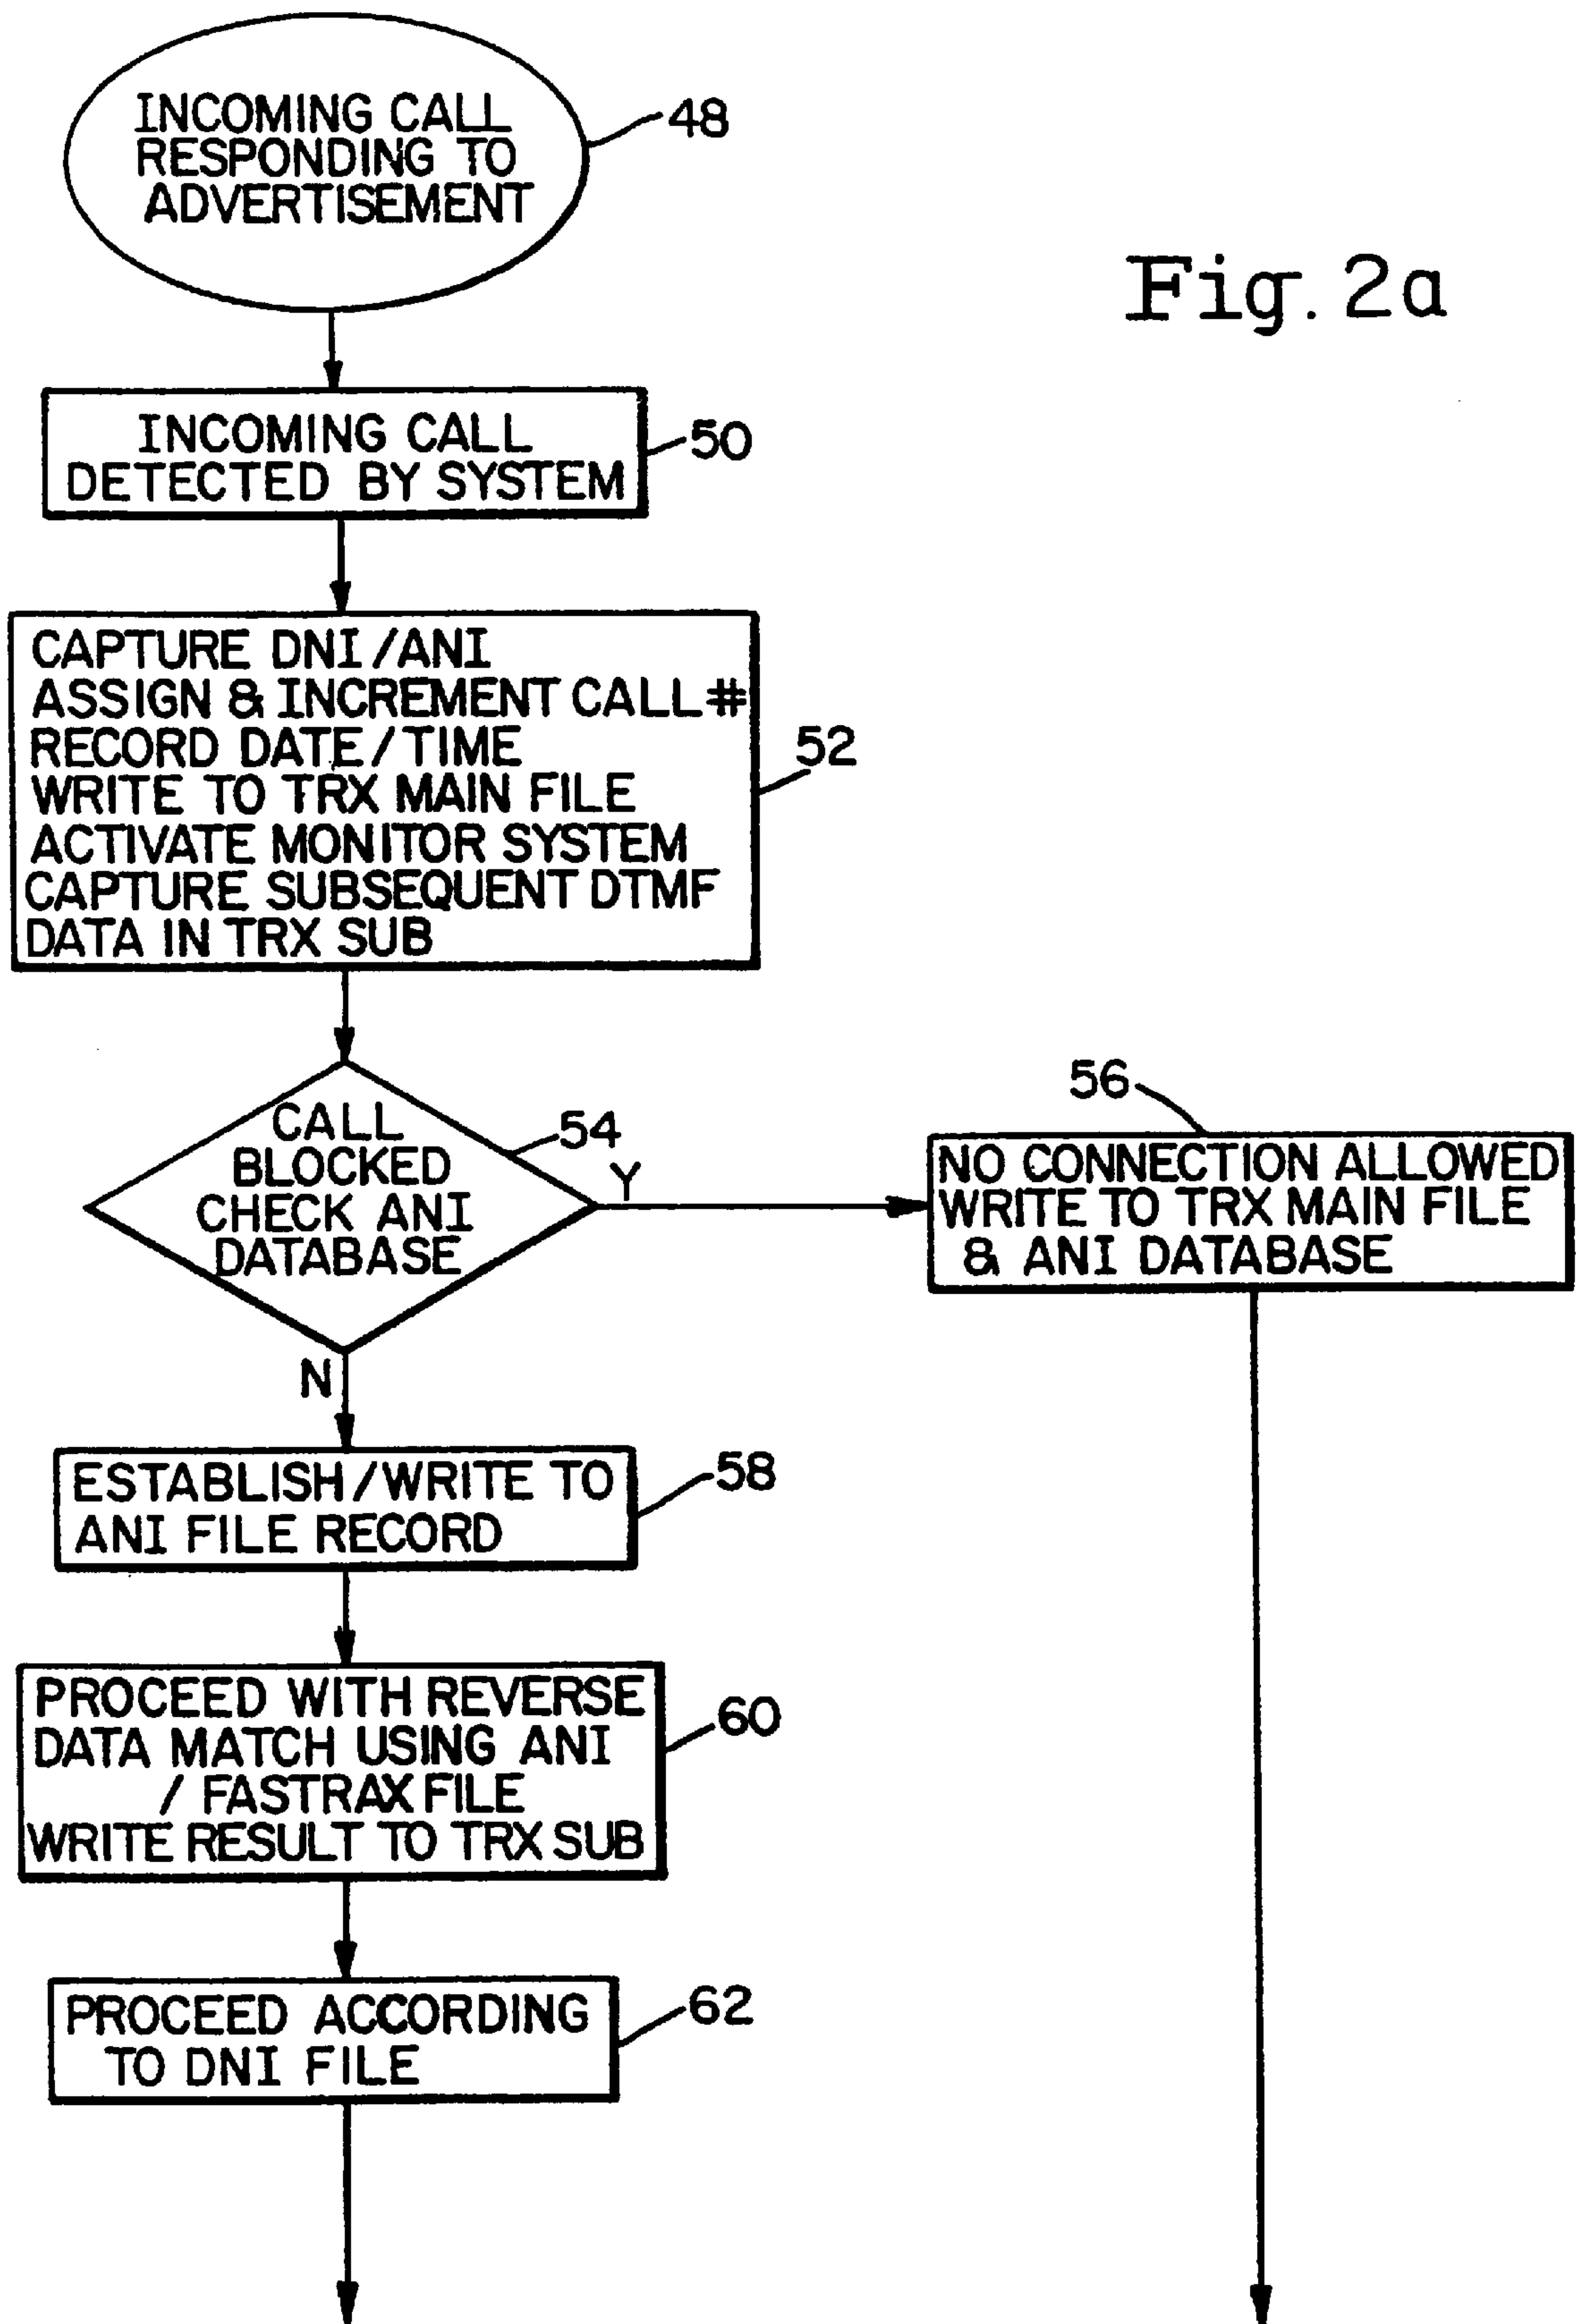 INCOMING CALL
RESPONDING TO
ADVERTISEMENT
48
Fig. 2a
INCOMING CALL
DETECTED BY SYSTEM
50
CAPTURE DNI/ANI
ASSIGN & INCREMENT CALL#
RECORD DATE/TIME
WRITE TO TRX MAIN FILE
ACTIVATE MONITOR SYSTEM
CAPTURE SUBSEQUENT DTMF
DATA IN TRX SUB
52
CALL
BLOCKED
CHECK ANI
DATABASE
54
Y
N
56
NO CONNECTION ALLOWED
WRITE TO TRX MAIN FILE
& ANI DATABASE
ESTABLISH/WRITE TO
ANI FILE RECORD
58
PROCEED WITH REVERSE
DATA MATCH USING ANI
/ FASTRAX FILE
WRITE RESULT TO TRX SUB
60
PROCEED ACCORDING
TO DNI FILE
62